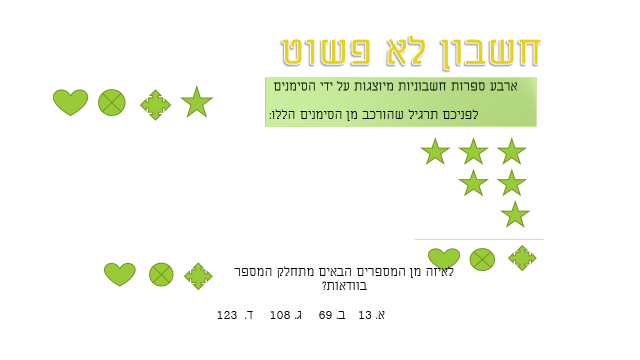 חשבון לא פשוט
ארבע ספרות חשבוניות מיוצגות על ידי הסימנים
לפניכם תרגיל שהורכב מן הסימנים הללו:
לאיזה מן המספרים הבאים מתחלק המספר
בוודאות?
א. 13 ב. 69 ג. 108 ד. 123